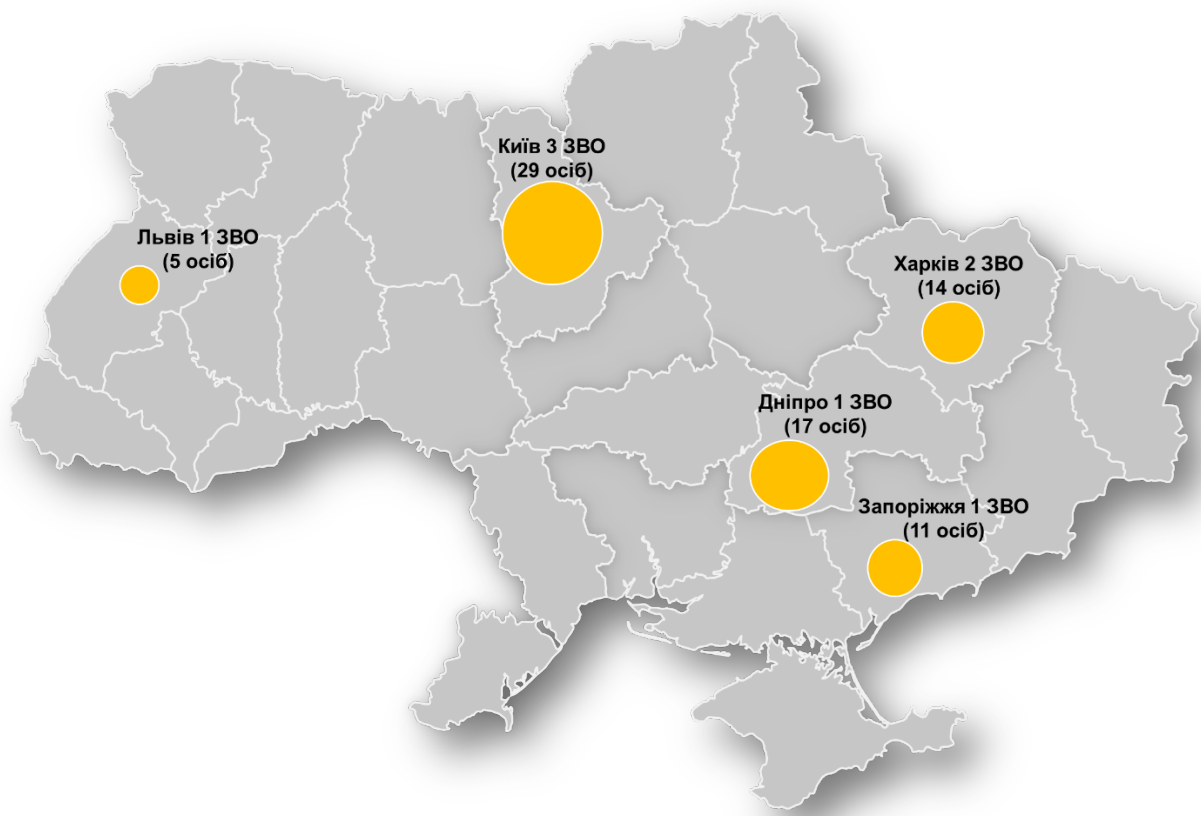 Київ 3 ЗВО
(29 осіб)
Львів 1 ЗВО
(5 осіб)
Харків 2 ЗВО
(14 осіб)
Дніпро 1 ЗВО
(17 осіб)
Запоріжжя 1 ЗВО
(11 осіб)